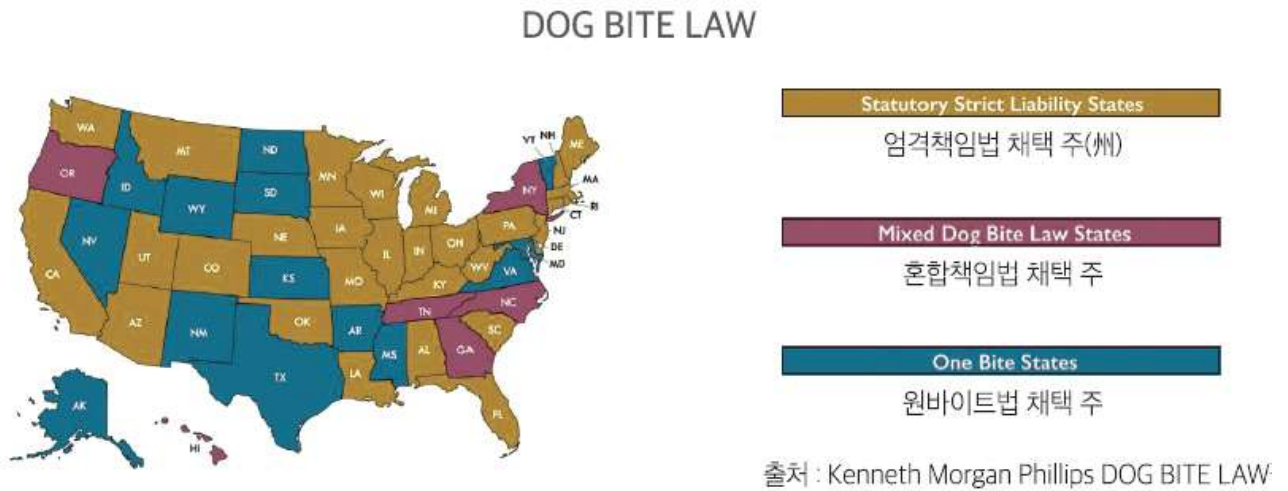 DOG BITE LAW
WA
MT
ND
MN
OR
ID
SD
WI
WY
MI
NV
UT
CO
NE
IA
IL
IN
OH
PA
NY
VT
NH
ME
MA
RI
CT
NJ
DE
MD
CA
KS
MO
KY
WV
VA
AZ
NM
OK
AR
TN
NC
SC
TX
LA
MS
AL
GA
FL
AK
HI
Statutory Strict Liability States
엄격책임법 채택 주(州)
Mixed Dog Bite Law States
혼합책임법 채택 주
One Bite States
원바이트법 채택 주
출처 : Kenneth Morgan Phillips DOG BITE LAW